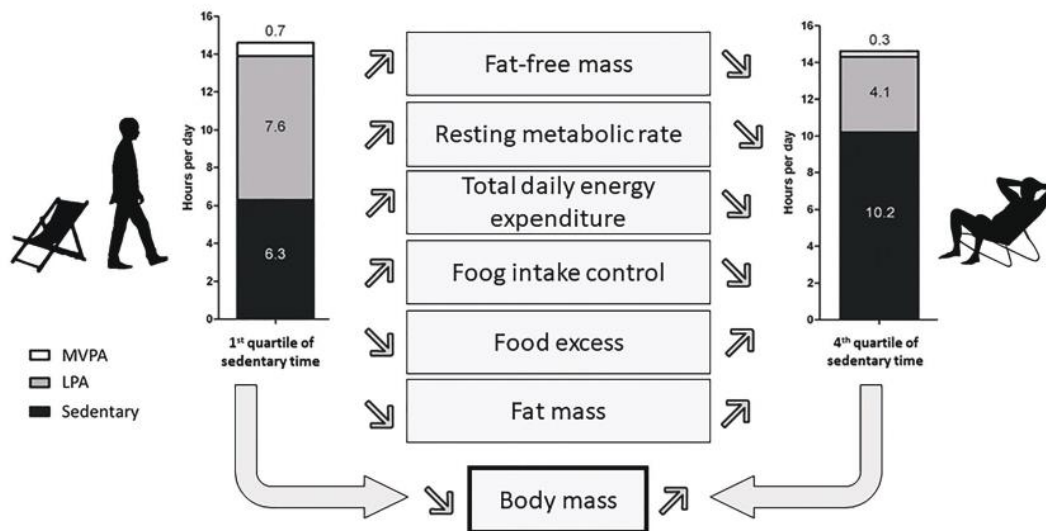 16
14
12
10
8
6
4
2
0
Hours per day
0.7
7.6
6.3
1st quartile of
sedentary time
MVPA
LPA
Sedentary
Fat-free mass
Resting metabolic rate
Total daily energy
expenditure
Foog intake control
Food excess
Fat mass
Body mass
16
14
12
10
8
6
4
2
0
Hours per day
0.3
4.1
10.2
4th quartile of
sedentary time